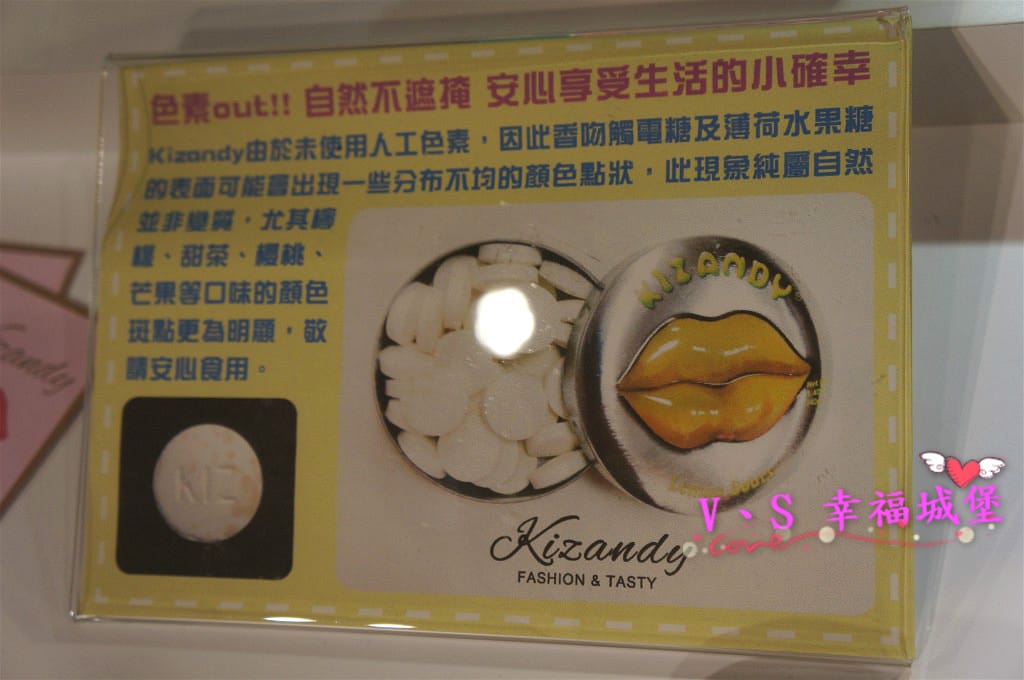 色素out!! 自然不遮掩 安心享受生活的小確幸
Kizandy由於未使用人工色素，因此香吻觸電糖及薄荷水果糖
的表面可能會出現一些分布不均的顏色點狀，此現象純屬自然
並非變質，尤其檸
檬、甜茶、櫻桃、
芒果等口味的顏色
斑點更為明顯，敬
請安心食用。
KIZANDY
KIZ
Kizandy
FASHION & TASTY
V、S 幸福城堡
Love